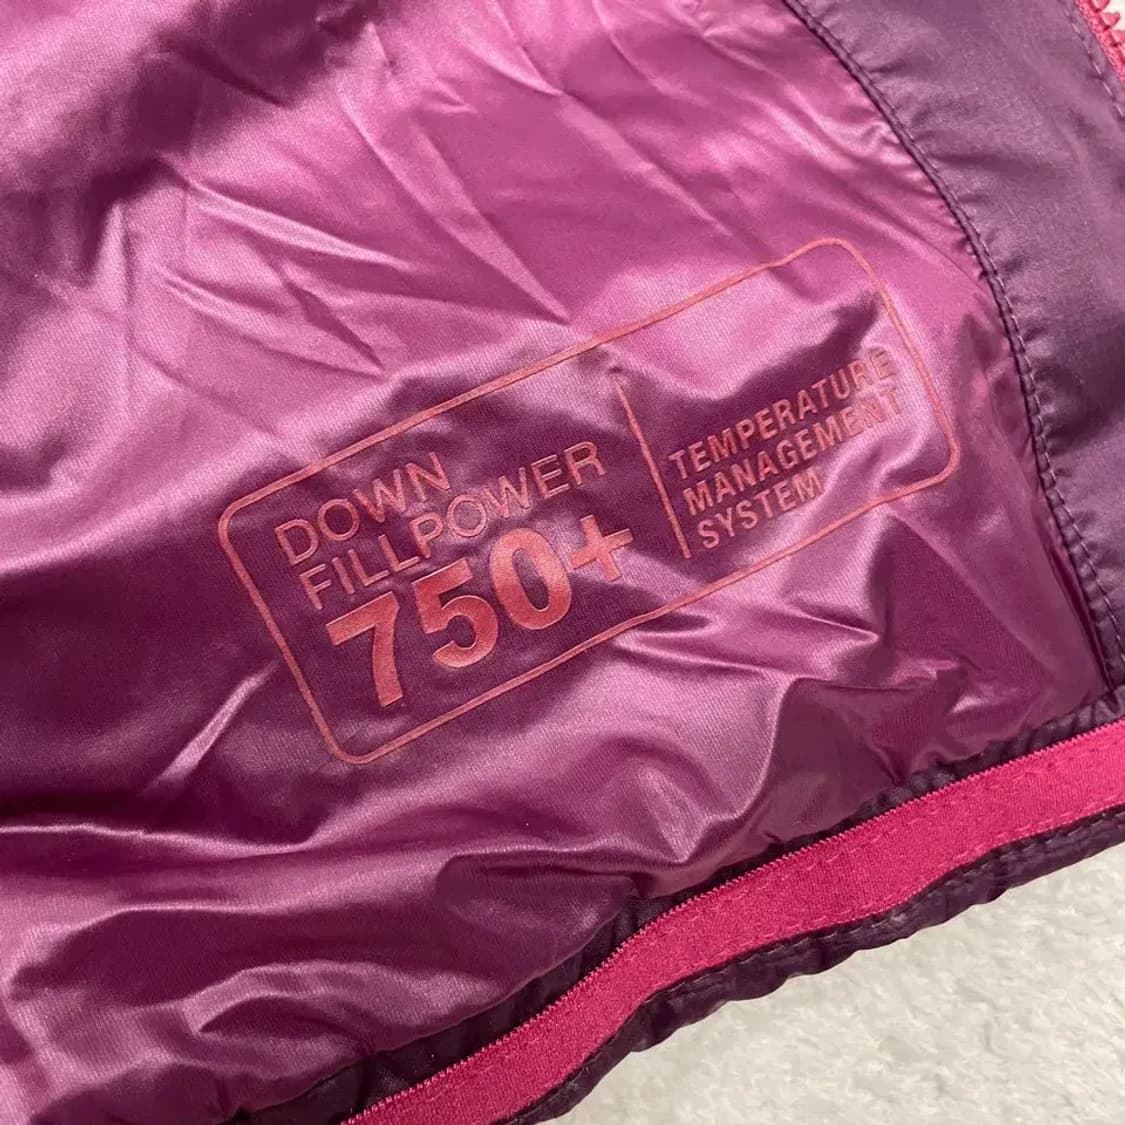 DOWN
FILLPOWER
750+
TEMPERATURE
MANAGEMENT
SYSTEM